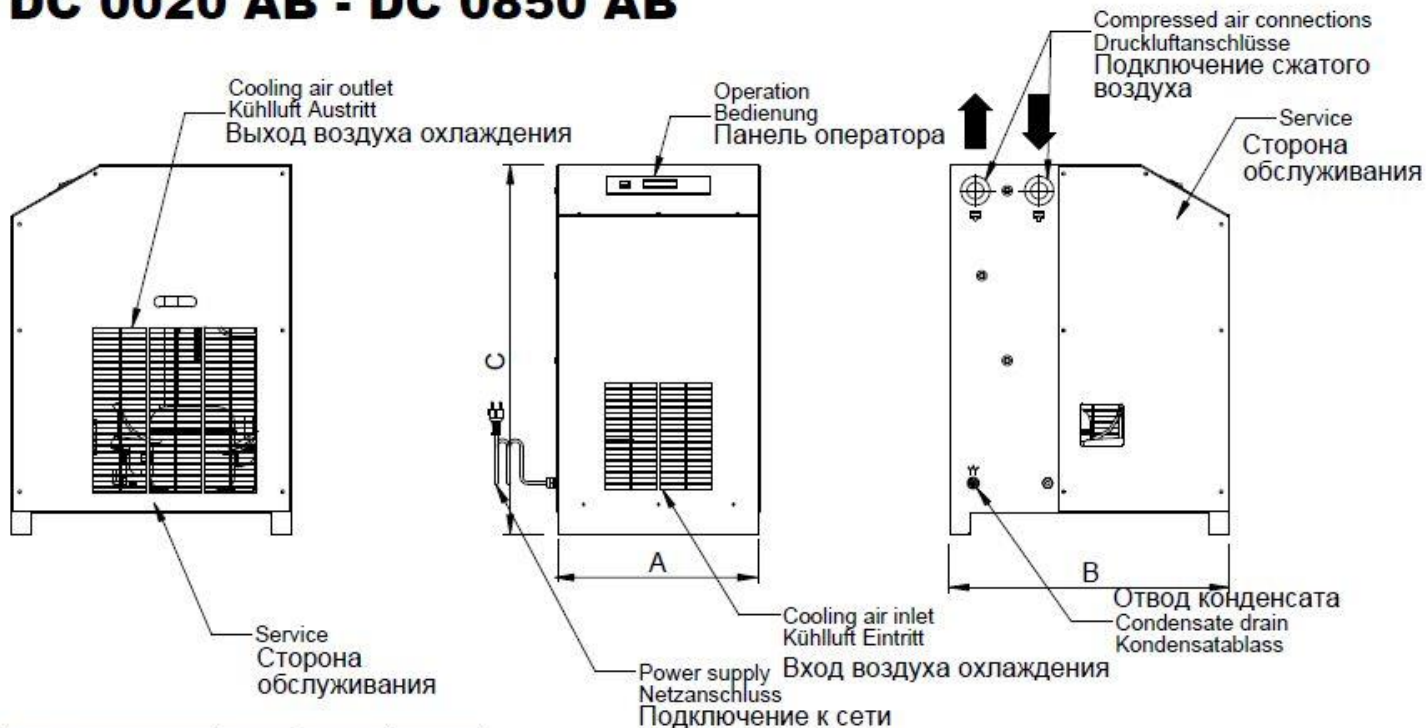 DC 0020 AB - DC 0850 AB
Cooling air outlet
Kühlluft Austritt
Выход воздуха охлаждения
Operation
Bedienung
Панель оператора
Compressed air connections
Druckluftanschlüsse
Подключение сжатого
воздуха
Service
Сторона
обслуживания
C
A
B
Service
Сторона
обслуживания
Power supply
Netzanschluss
Подключение к сети
Cooling air inlet
Kühlluft Eintritt
Вход воздуха охлаждения
Отвод конденсата
Condensate drain
Kondensatablass